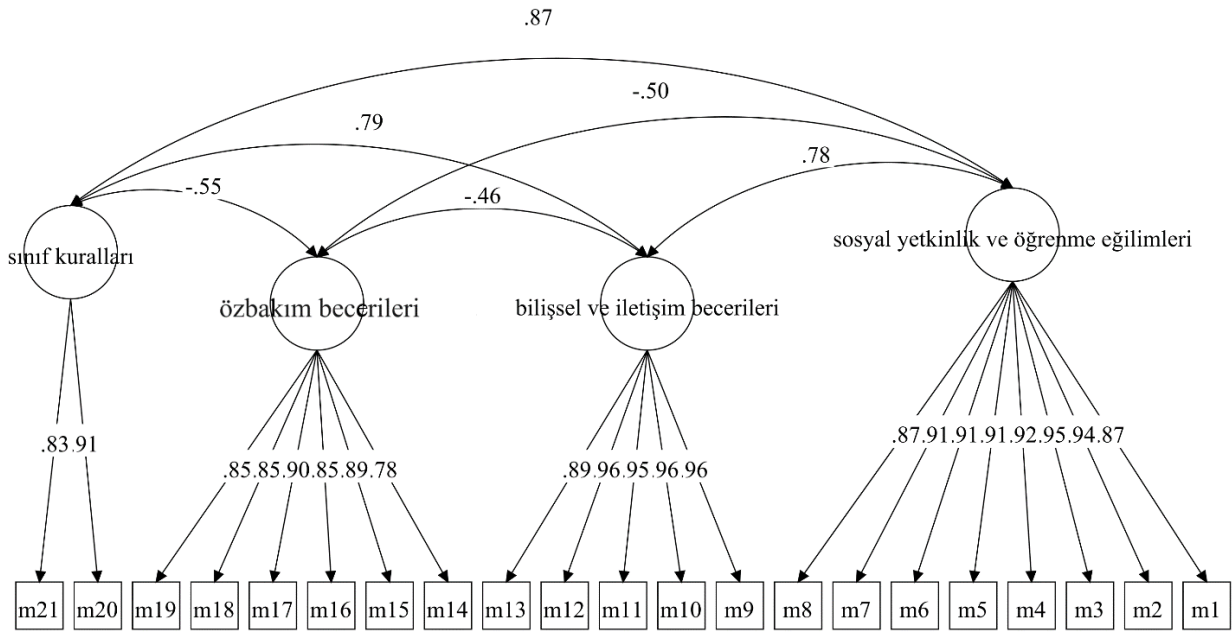 .87
-.50
.79
.78
-.55
-.46
sınıf kuralları
sosyal yetkinlik ve öğrenme eğilimleri
özbakım becerileri
bilişsel ve iletişim becerileri
.83 .91
.87 .91 .91 .91 .92 .95 .94 .87
.85 .85 .90 .85 .89 .78
.89 .96 .95 .96 .96
m21 m20 m19 m18 m17 m16 m15 m14 m13 m12 m11 m10 m9 m8 m7 m6 m5 m4 m3 m2 m1